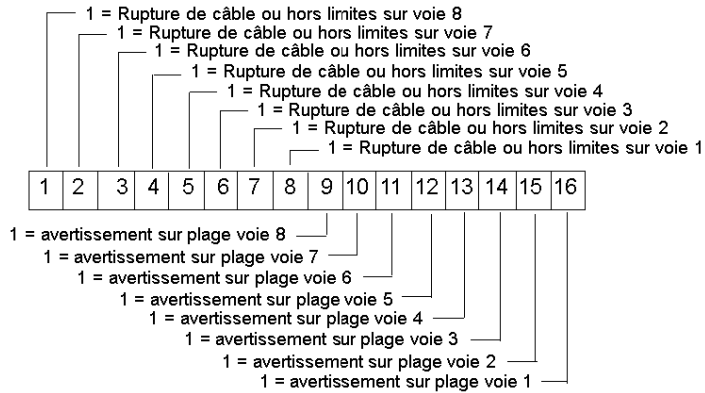 1 = Rupture de câble ou hors limites sur voie 8
1 = Rupture de câble ou hors limites sur voie 7
1 = Rupture de câble ou hors limites sur voie 6
1 = Rupture de câble ou hors limites sur voie 5
1 = Rupture de câble ou hors limites sur voie 4
1 = Rupture de câble ou hors limites sur voie 3
1 = Rupture de câble ou hors limites sur voie 2
1 = Rupture de câble ou hors limites sur voie 1
1 2 3 4 5 6 7 8 9 10 11 12 13 14 15 16
1 = avertissement sur plage voie 8
1 = avertissement sur plage voie 7
1 = avertissement sur plage voie 6
1 = avertissement sur plage voie 5
1 = avertissement sur plage voie 4
1 = avertissement sur plage voie 3
1 = avertissement sur plage voie 2
1 = avertissement sur plage voie 1